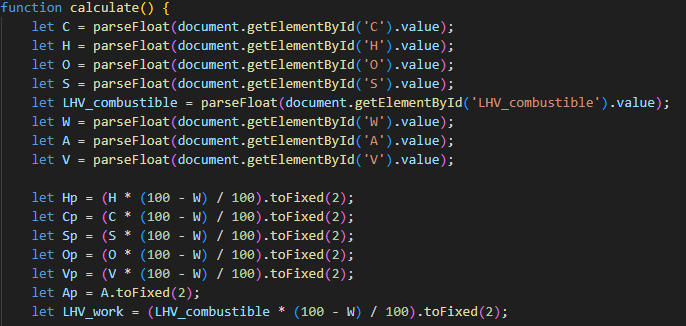 function calculate() {
let C = parseFloat(document.getElementById('C').value);
let H = parseFloat(document.getElementById('H').value);
let O = parseFloat(document.getElementById('O').value);
let S = parseFloat(document.getElementById('S').value);
let LHV_combustible = parseFloat(document.getElementById('LHV_combustible').value);
let W = parseFloat(document.getElementById('W').value);
let A = parseFloat(document.getElementById('A').value);
let V = parseFloat(document.getElementById('V').value);
let Hp = (H * (100 - W) / 100).toFixed(2);
let Cp = (C * (100 - W) / 100).toFixed(2);
let Sp = (S * (100 - W) / 100).toFixed(2);
let Op = (O * (100 - W) / 100).toFixed(2);
let Vp = (V * (100 - W) / 100).toFixed(2);
let Ap = A.toFixed(2);
let LHV_work = (LHV_combustible * (100 - W) / 100).toFixed(2);